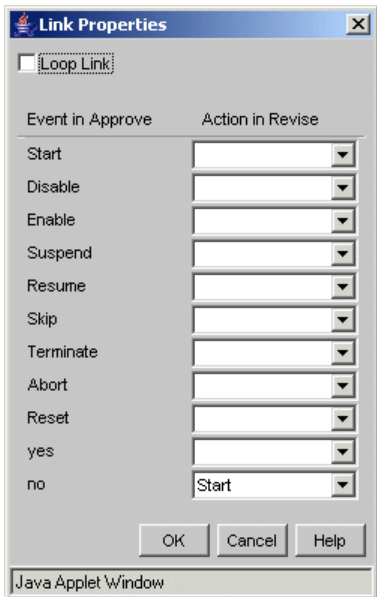 Link Properties
Loop Link
Event in Approve Action in Revise
Start
Disable
Enable
Suspend
Resume
Skip
Terminate
Abort
Reset
yes
no Start
OK Cancel Help
Java Applet Window